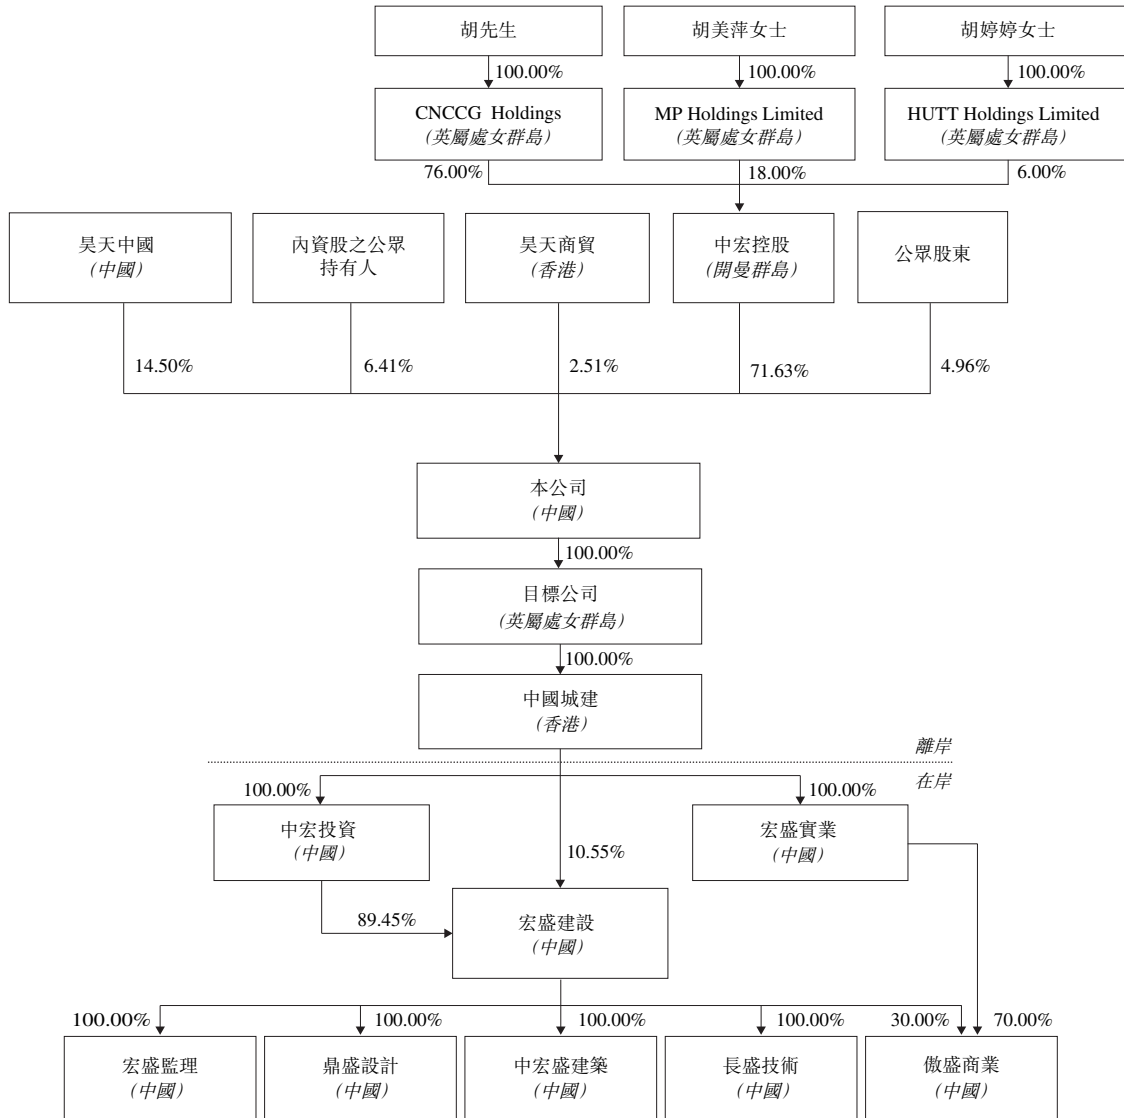 胡先生
胡美萍女士
胡婷婷女士
100.00%
100.00%
100.00%
CNCCG Holdings
(英屬處女群島)
MP Holdings Limited
(英屬處女群島)
HUTT Holdings Limited
(英屬處女群島)
76.00%
18.00%
6.00%
昊天中國
(中國)
內資股之公眾
持有人
昊天商貿
(香港)
中宏控股
(開曼群島)
公眾股東
14.50%
6.41%
2.51%
71.63%
4.96%
本公司
(中國)
100.00%
目標公司
(英屬處女群島)
100.00%
中國城建
(香港)
離岸
在岸
100.00%
100.00%
中宏投資
(中國)
10.55%
宏盛實業
(中國)
89.45%
宏盛建設
(中國)
100.00%
100.00%
100.00%
100.00%
30.00%
70.00%
宏盛監理
(中國)
鼎盛設計
(中國)
中宏盛建築
(中國)
長盛技術
(中國)
傲盛商業
(中國)